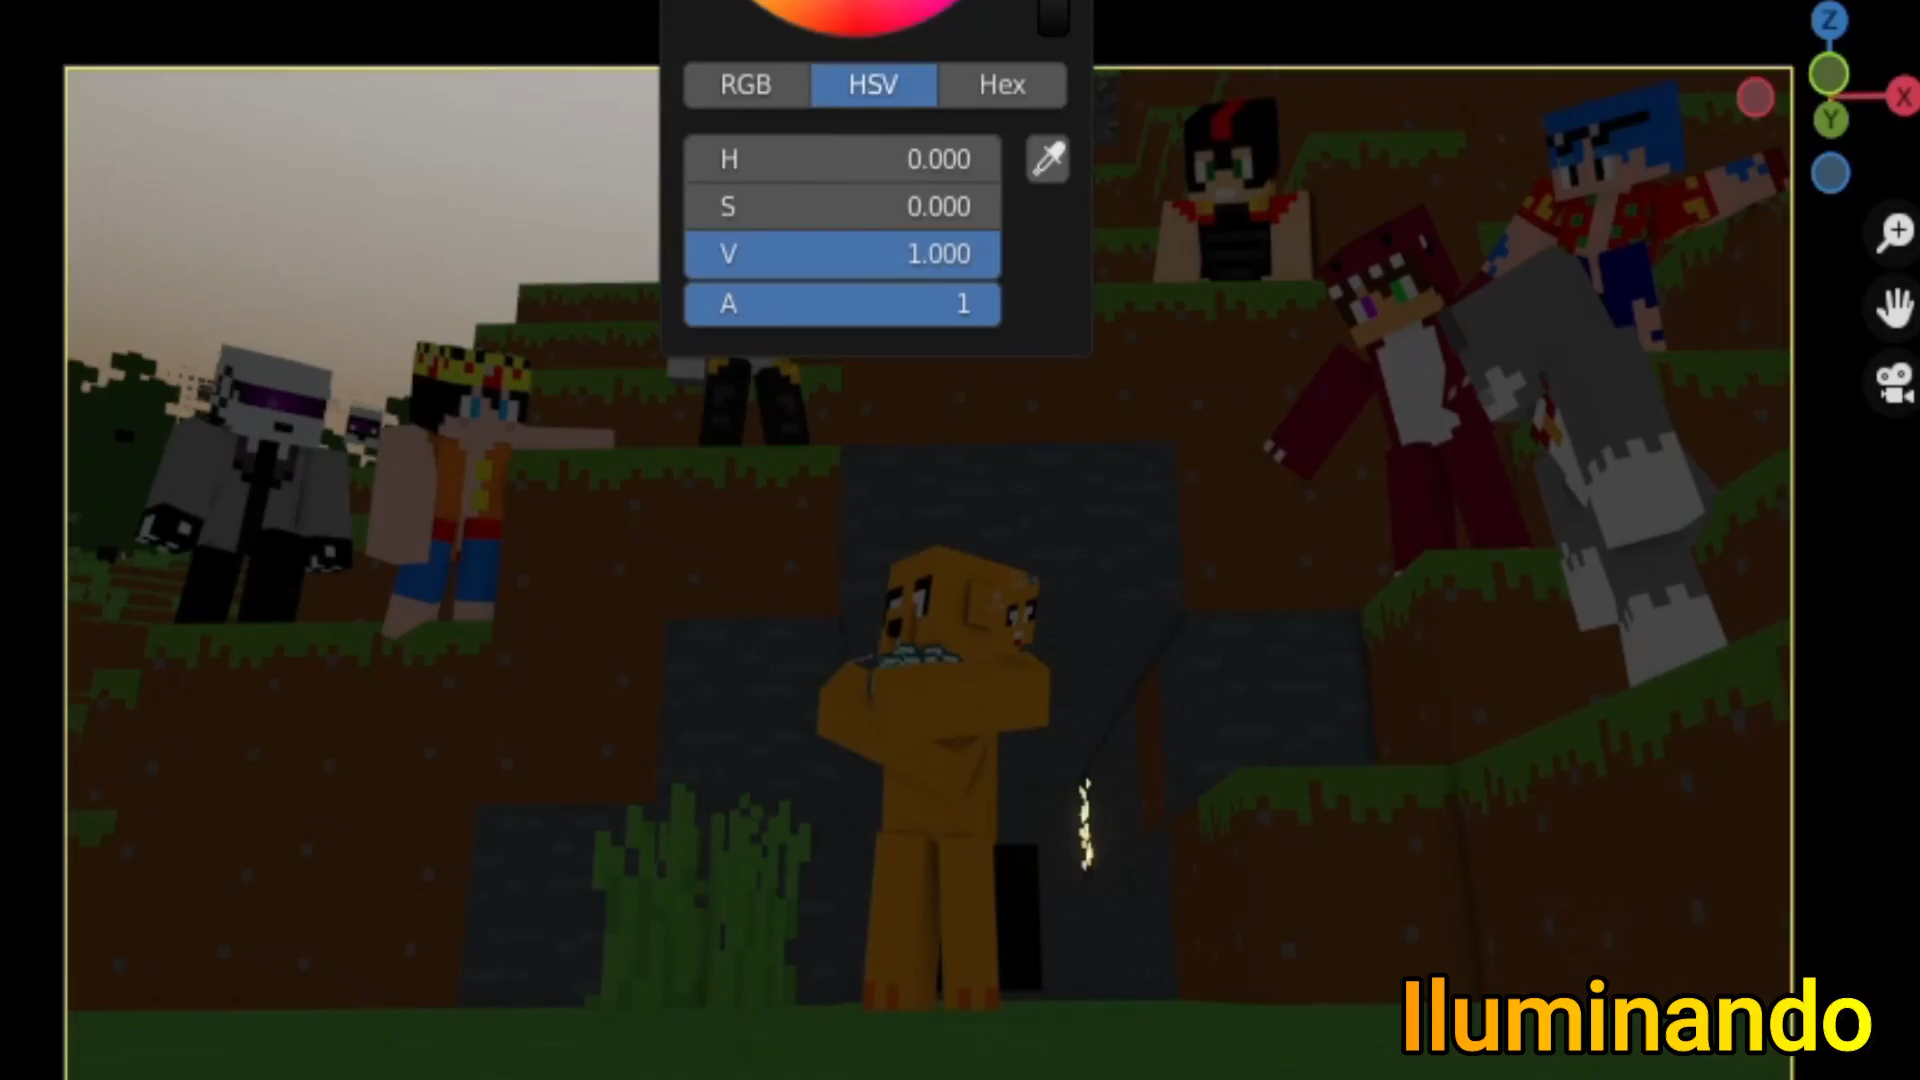 Z
RGB HSV Hex
X
Y
H 0.000
S 0.000
V 1.000
A 1
Iluminando